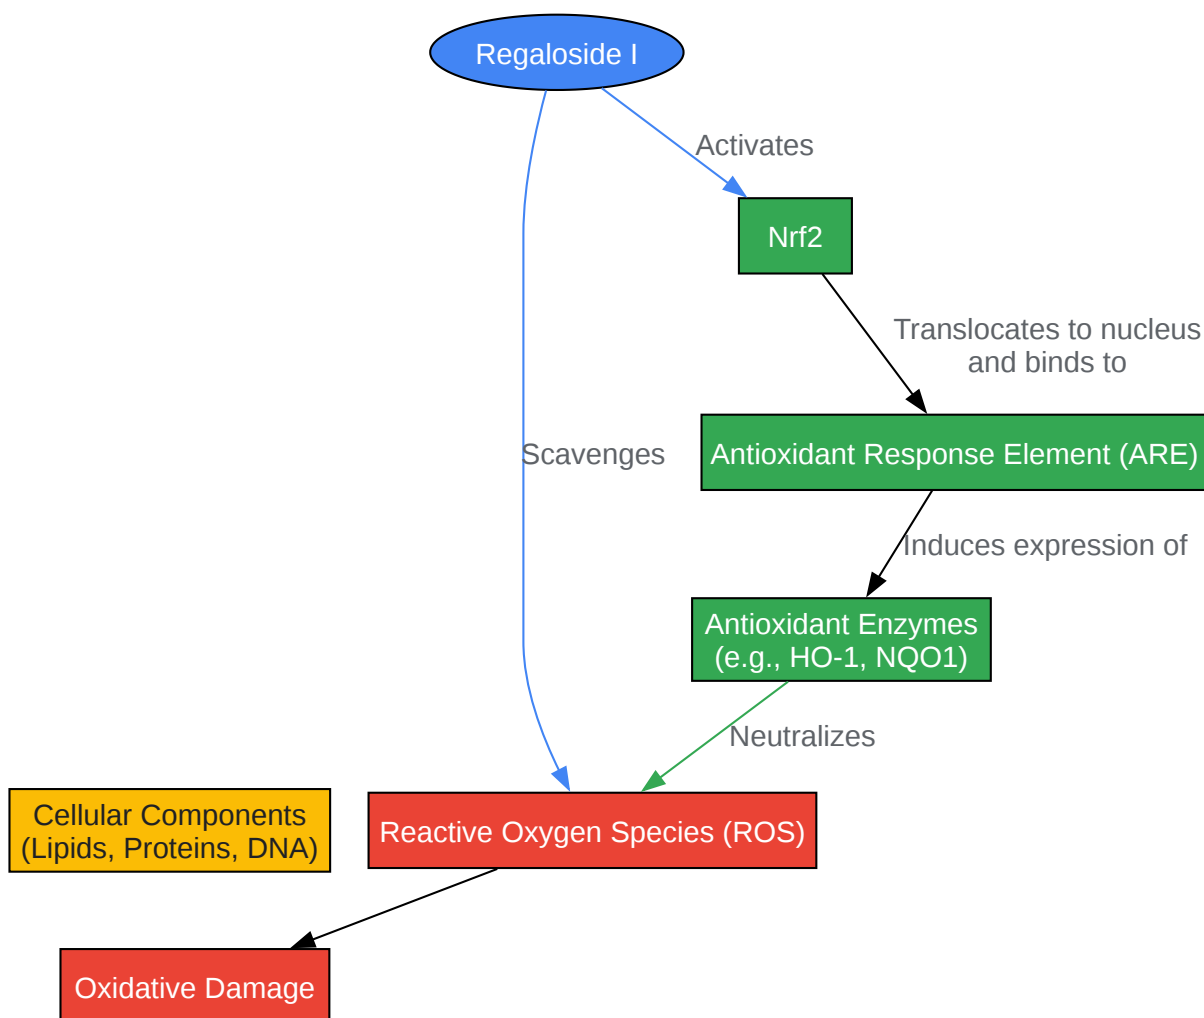 Regaloside I
Activates
Nrf2
Translocates to nucleus
and binds to
Scavenges
Antioxidant Response Element (ARE)
Induces expression of
Antioxidant Enzymes
(e.g., HO-1, NQO1)
Neutralizes
Cellular Components
(Lipids, Proteins, DNA)
Reactive Oxygen Species (ROS)
Oxidative Damage